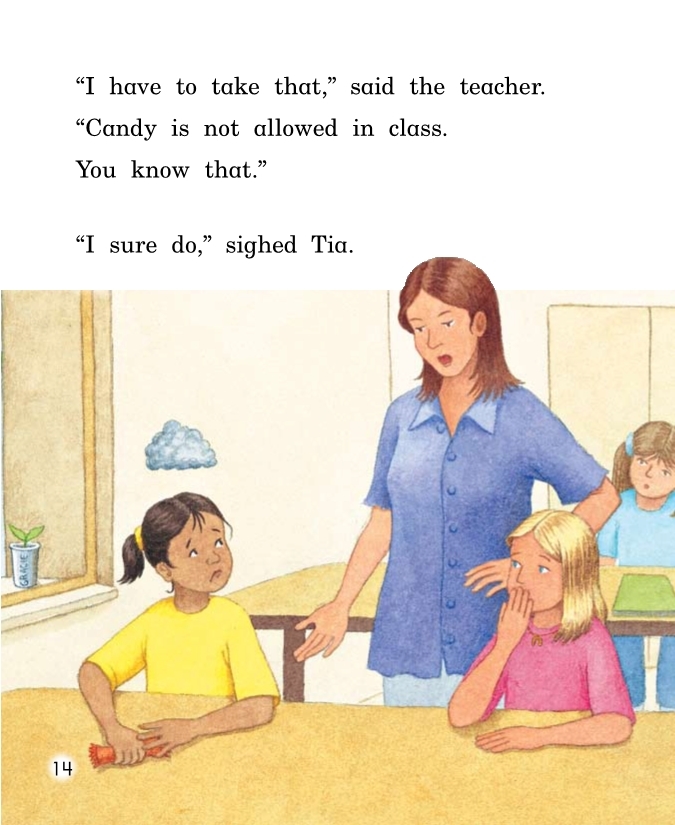 “I have to take that,” said the teacher.
“Candy is not allowed in class.
You know that.”
“I sure do,” sighed Tia.
GRACIE
14